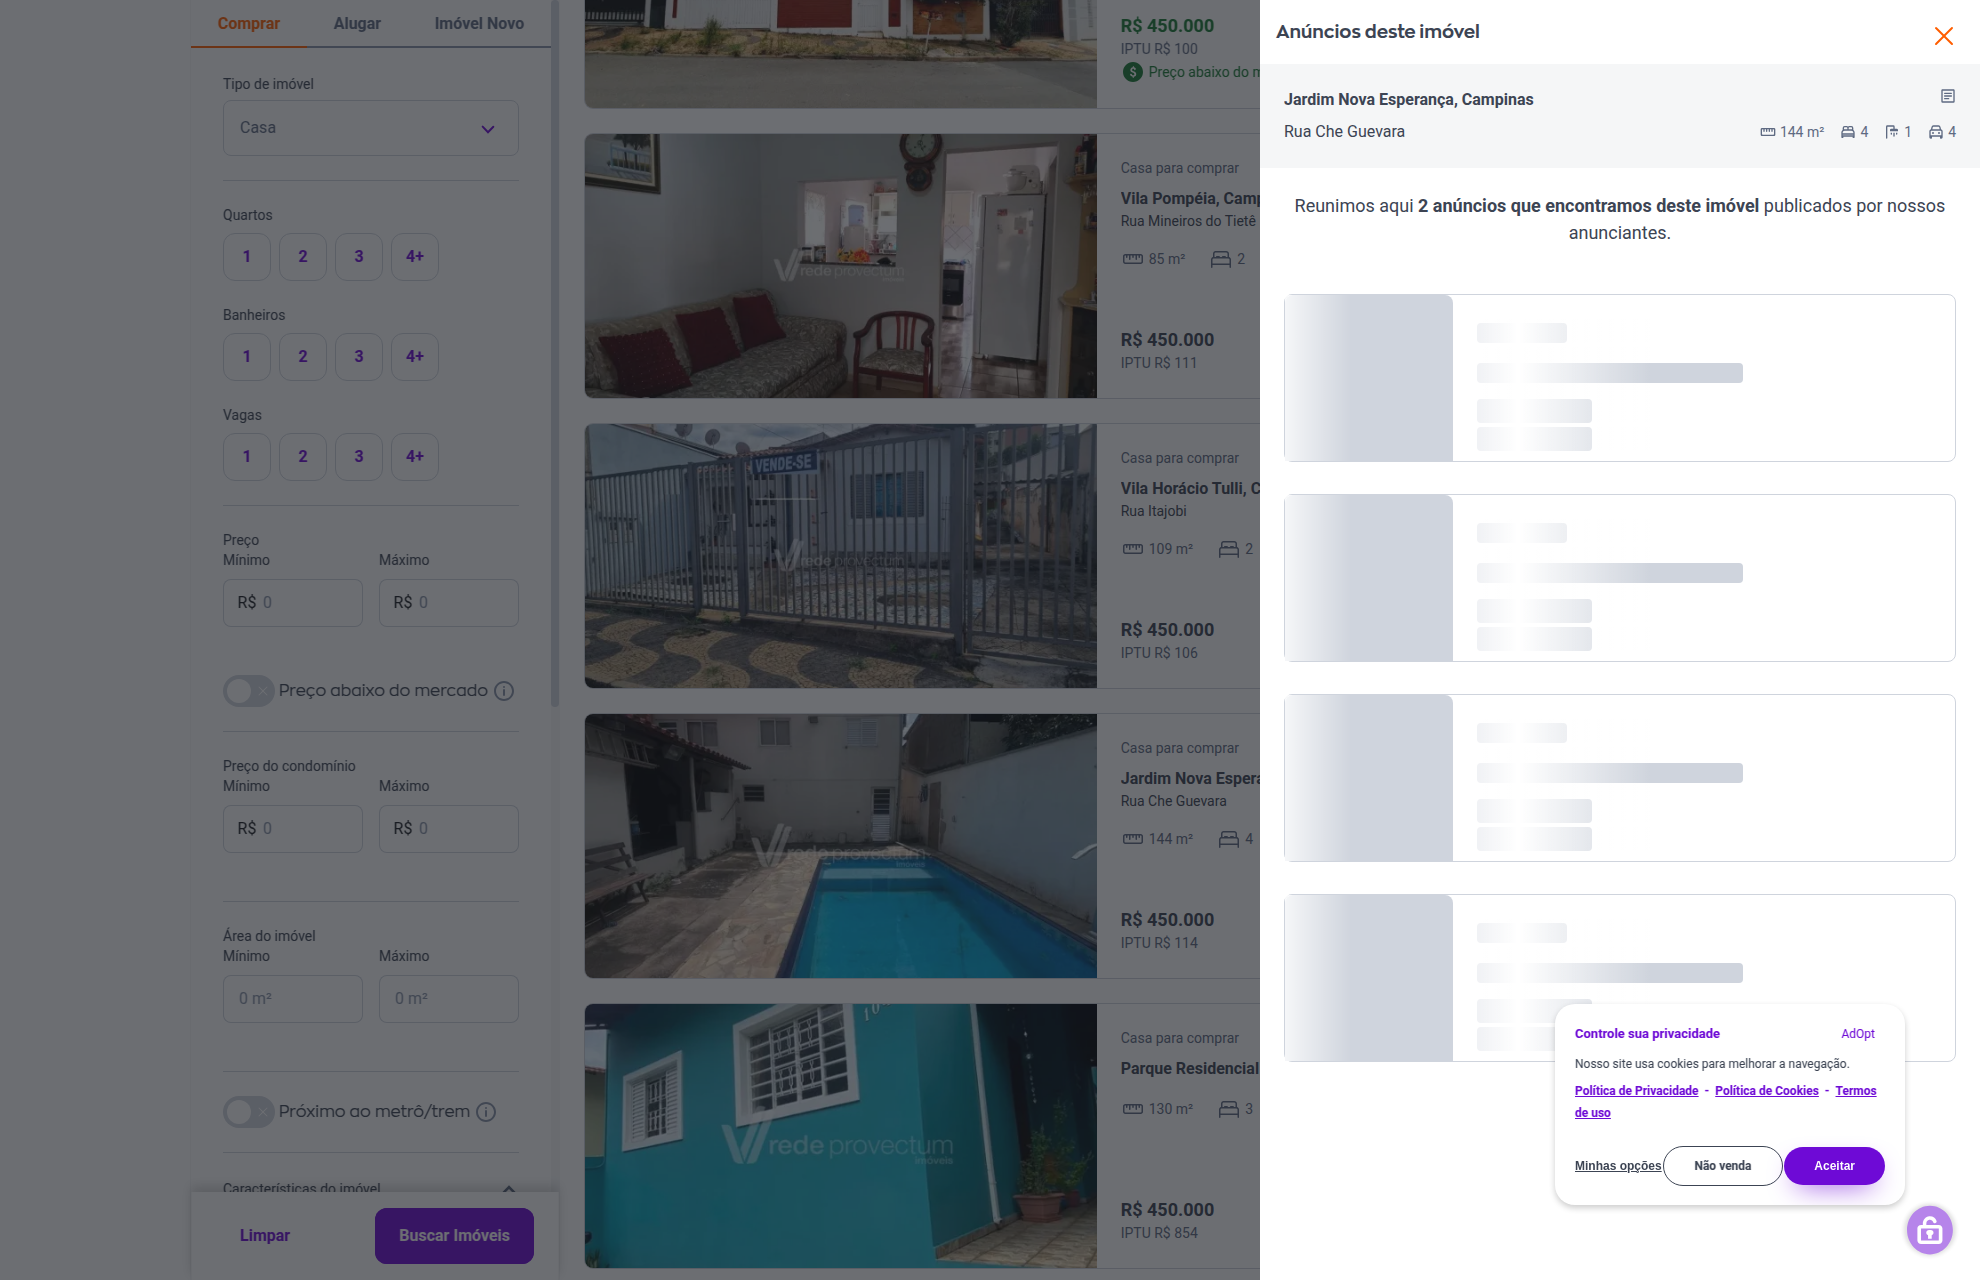 Comprar
Alugar
Imóvel Novo
Tipo de imóvel
Casa
Quartos
1
2
3
4+
Banheiros
1
2
3
4+
Vagas
1
2
3
4+
Preço
Mínimo
Máximo
R$ 0
R$ 0
Preço abaixo do mercado
Preço do condomínio
Mínimo
Máximo
R$ 0
R$ 0
Área do imóvel
Mínimo
Máximo
0 m²
0 m²
Próximo ao metrô/trem
Características do imóvel
Limpar
Buscar Imóveis
R$ 450.000
IPTU R$ 100
Preço abaixo do m
rede provectum
Casa para comprar
Vila Pompéia, Camp
Rua Mineiros do Tietê
85 m²
2
R$ 450.000
IPTU R$ 111
VENDE-SE
rede provectum
Casa para comprar
Vila Horácio Tulli, C
Rua Itajobi
109 m²
2
R$ 450.000
IPTU R$ 106
rede provectum
imóveis
Casa para comprar
Jardim Nova Espera
Rua Che Guevara
144 m²
4
R$ 450.000
IPTU R$ 114
rede provectum
imóveis
Casa para comprar
Parque Residencial
130 m²
3
R$ 450.000
IPTU R$ 854
Anúncios deste imóvel
Jardim Nova Esperança, Campinas
Rua Che Guevara
144 m²
4
1
4
Reunimos aqui 2 anúncios que encontramos deste imóvel publicados por nossos
anunciantes.
Controle sua privacidade
AdOpt
Nosso site usa cookies para melhorar a navegação.
Política de Privacidade - Política de Cookies - Termos
de uso
Minhas opções
Não venda
Aceitar